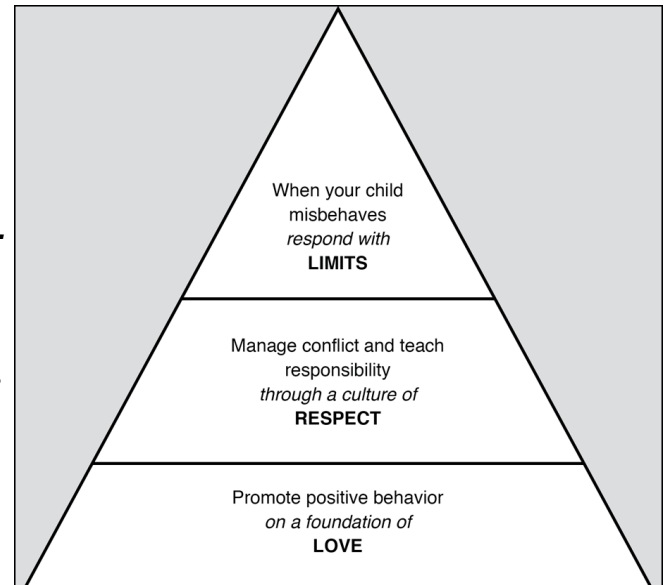 When your child
misbehaves
respond with
LIMITS
Manage conflict and teach
responsibility
through a culture of
RESPECT
Promote positive behavior
on a foundation of
LOVE